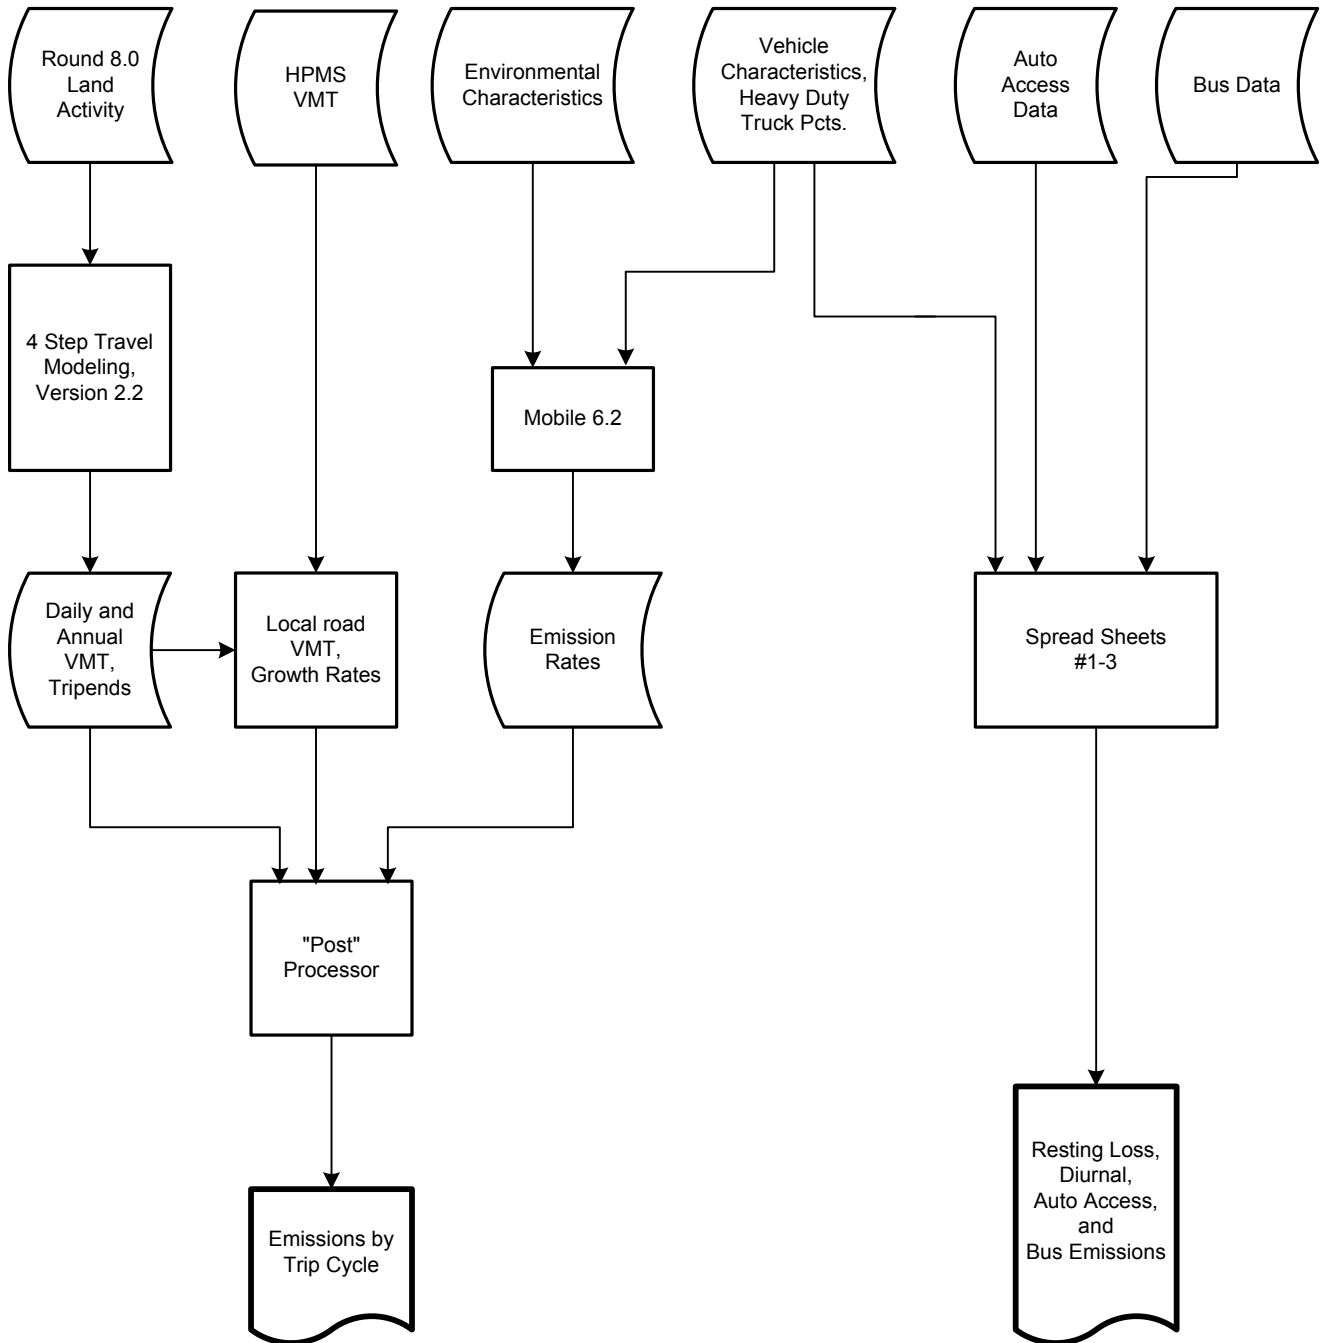 Round 8.0
Land
Activity
HPMS
VMT
Environmental
Characteristics
Vehicle
Characteristics,
Heavy Duty
Truck Pcts.
Auto
Access
Data
Bus Data
4 Step Travel
Modeling,
Version 2.2
Mobile 6.2
Daily and
Annual
VMT,
Tripends
Local road
VMT,
Growth Rates
Emission
Rates
Spread Sheets
#1-3
"Post"
Processor
Emissions by
Trip Cycle
Resting Loss,
Diurnal,
Auto Access,
and
Bus Emissions